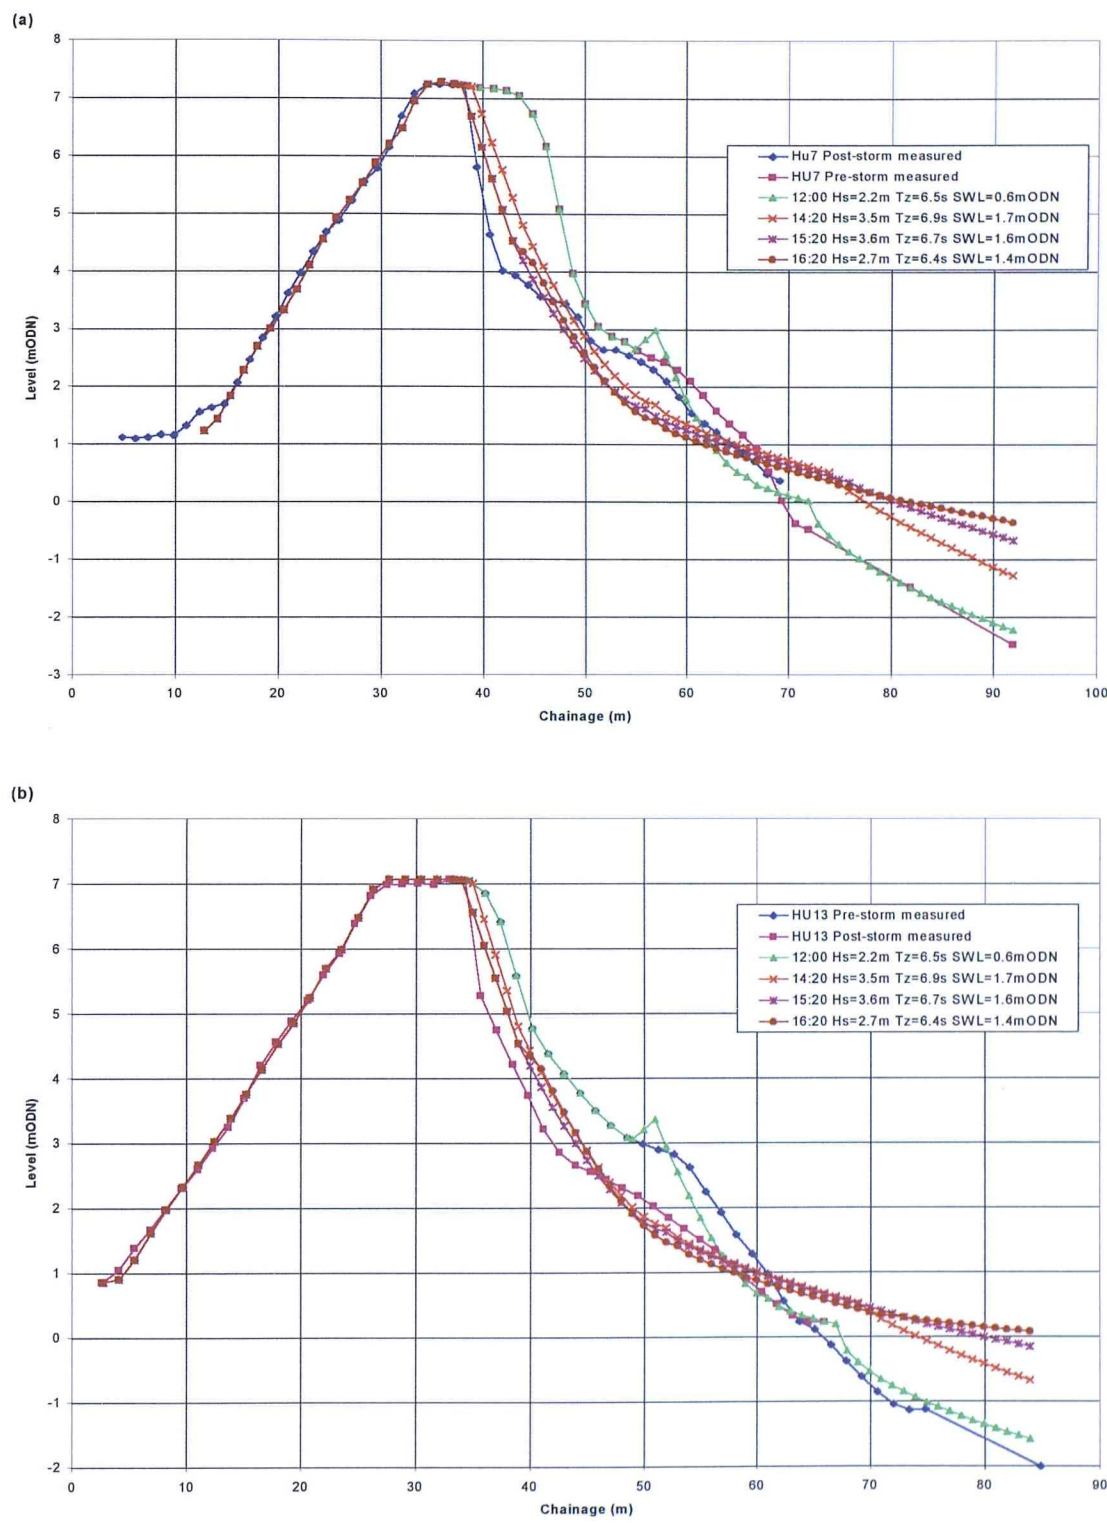 (a)
8
7
6
5
4
3
2
1
0
-1
-2
-3
Level (mODN)
Hu7 Post-storm measured
HU7 Pre-storm measured
12:00 Hs=2.2m Tz=6.5s SWL=0.6mODN
14:20 Hs=3.5m Tz=6.9s SWL=1.7mODN
15:20 Hs=3.6m Tz=6.7s SWL=1.6mODN
16:20 Hs=2.7m Tz=6.4s SWL=1.4mODN
0 10 20 30 40 50 60 70 80 90 100
Chainage (m)
(b)
8
7
6
5
4
3
2
1
0
-1
-2
Level (mODN)
HU13 Pre-storm measured
HU13 Post-storm measured
12:00 Hs=2.2m Tz=6.5s SWL=0.6mODN
14:20 Hs=3.5m Tz=6.9s SWL=1.7mODN
15:20 Hs=3.6m Tz=6.7s SWL=1.6mODN
16:20 Hs=2.7m Tz=6.4s SWL=1.4mODN
0 10 20 30 40 50 60 70 80 90
Chainage (m)